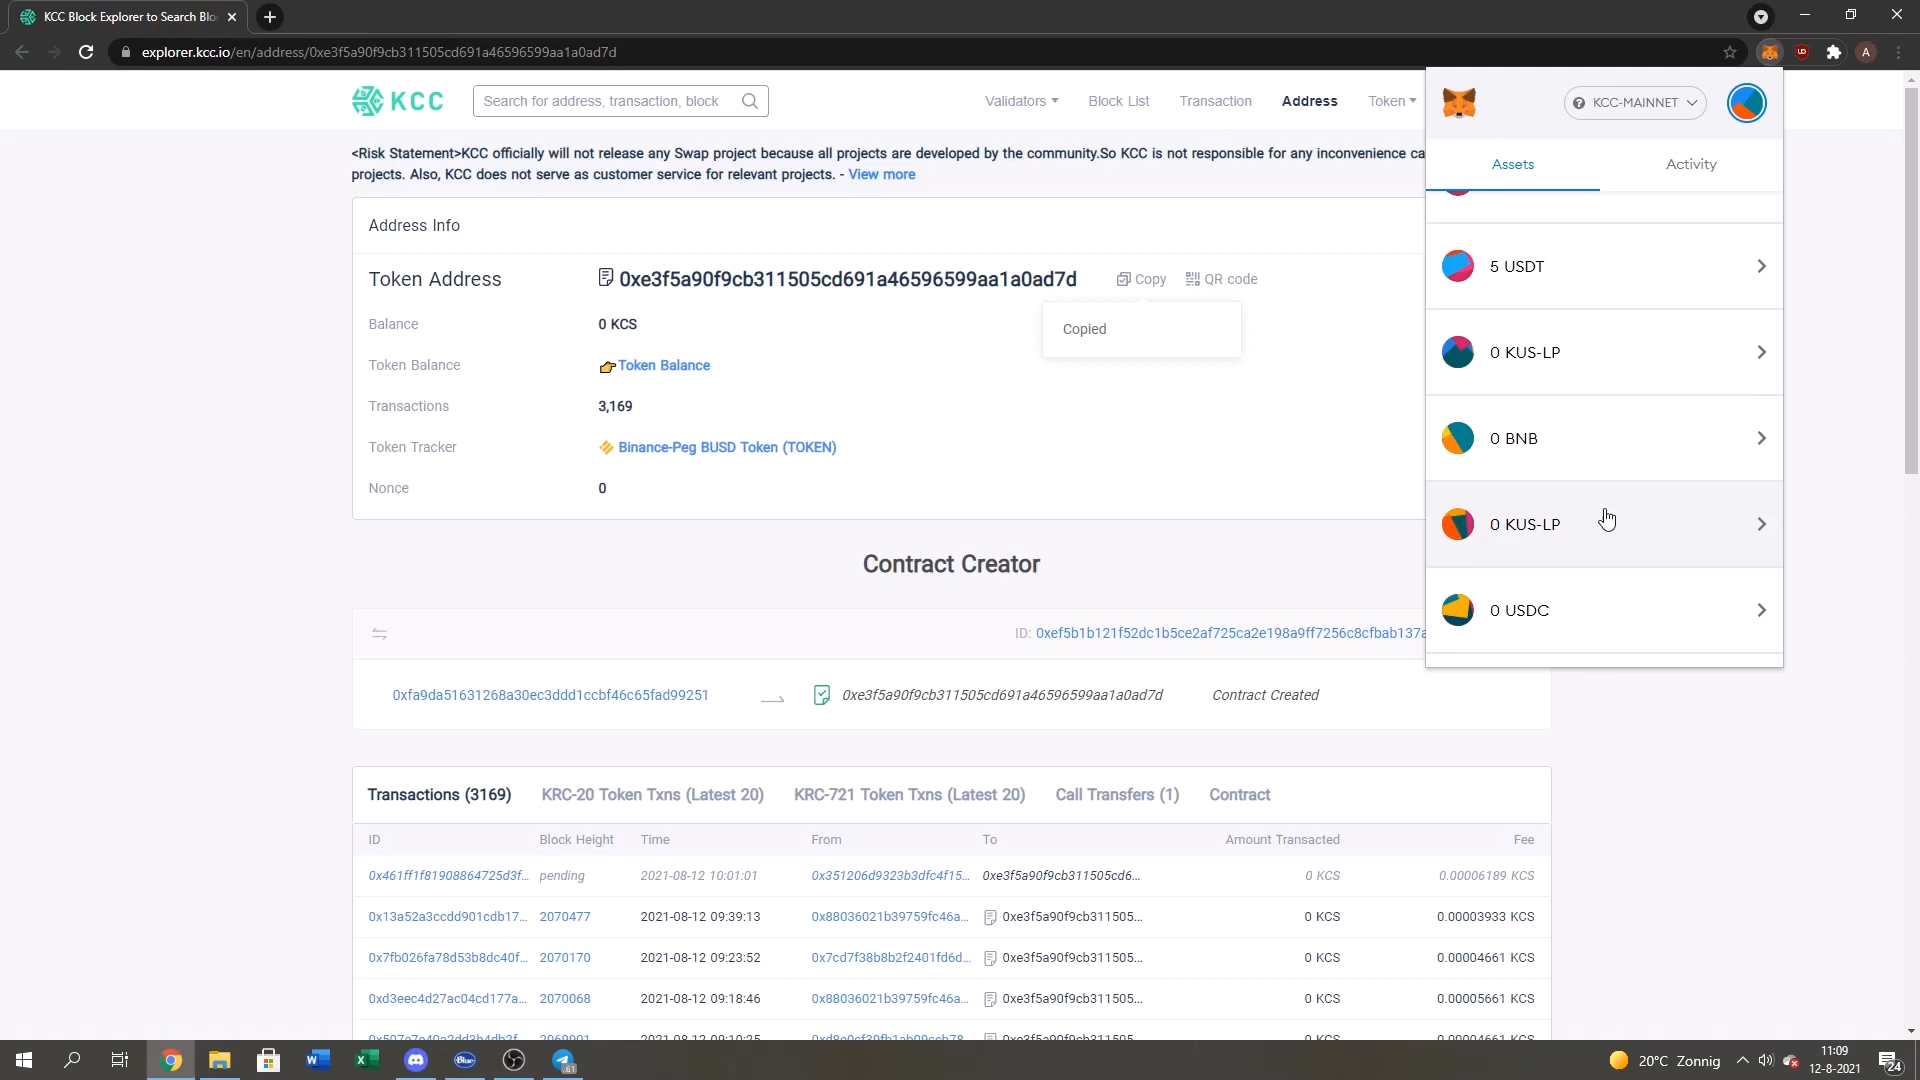 KCC Block Explorer to Search Blo
explorer.kcc.io/en/address/0xe3f5a90f9cb311505cd691a46596599aa1a0ad7d
A
KCC
Search for address, transaction, block
Validators
Block List
Transaction
Address
Token
KCC-MAINNET
<Risk Statement>KCC officially will not release any Swap project because all projects are developed by the community.So KCC is not responsible for any inconvenience ca
projects. Also, KCC does not serve as customer service for relevant projects. - View more
Assets
Activity
Address Info
Token Address
0xe3f5a90f9cb311505cd691a46596599aa1a0ad7d
Copy
QR code
Copied
Balance
0 KCS
Token Balance
Token Balance
Transactions
3,169
Token Tracker
Binance-Peg BUSD Token (TOKEN)
Nonce
0
5 USDT
0 KUS-LP
0 BNB
0 KUS-LP
0 USDC
Contract Creator
ID: 0xef5b1b121f52dc1b5ce2af725ca2e198a9ff7256c8cfbab137a
0xfa9da51631268a30ec3ddd1ccbf46c65fad99251
0xe3f5a90f9cb311505cd691a46596599aa1a0ad7d
Contract Created
Transactions (3169)
KRC-20 Token Txns (Latest 20)
KRC-721 Token Txns (Latest 20)
Call Transfers (1)
Contract
ID Block Height Time From To Amount Transacted Fee
0x461ff1f81908864725d3f... pending 2021-08-12 10:01:01 0x351206d9323b3dfc4f15... 0xe3f5a90f9cb311505cd6... 0 KCS 0.00006189 KCS
0x13a52a3ccdd901cdb17... 2070477 2021-08-12 09:39:13 0x88036021b39759fc46a... 0xe3f5a90f9cb311505... 0 KCS 0.00003933 KCS
0x7fb026fa78d53b8dc40f... 2070170 2021-08-12 09:23:52 0x7cd7f38b8b2f2401fd6d... 0xe3f5a90f9cb311505... 0 KCS 0.00004661 KCS
0xd3eec4d27ac04cd177a... 2070068 2021-08-12 09:18:46 0x88036021b39759fc46a... 0xe3f5a90f9cb311505... 0 KCS 0.00005661 KCS
20°C Zonnig
11:09
12-8-2021
24
61
Blue